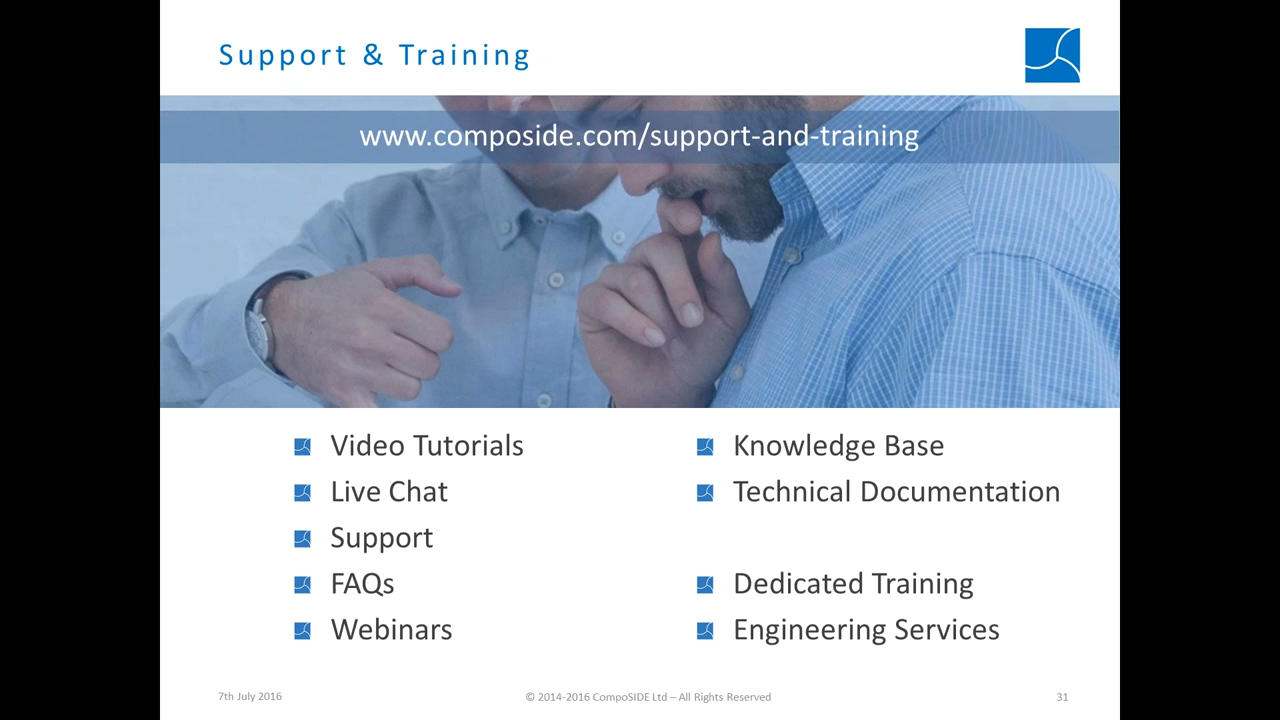 Support & Training
www.composide.com/support-and-training
Video Tutorials
Live Chat
Support
FAQs
Webinars
Knowledge Base
Technical Documentation
Dedicated Training
Engineering Services
7th July 2016
© 2014-2016 CompoSIDE Ltd – All Rights Reserved
31